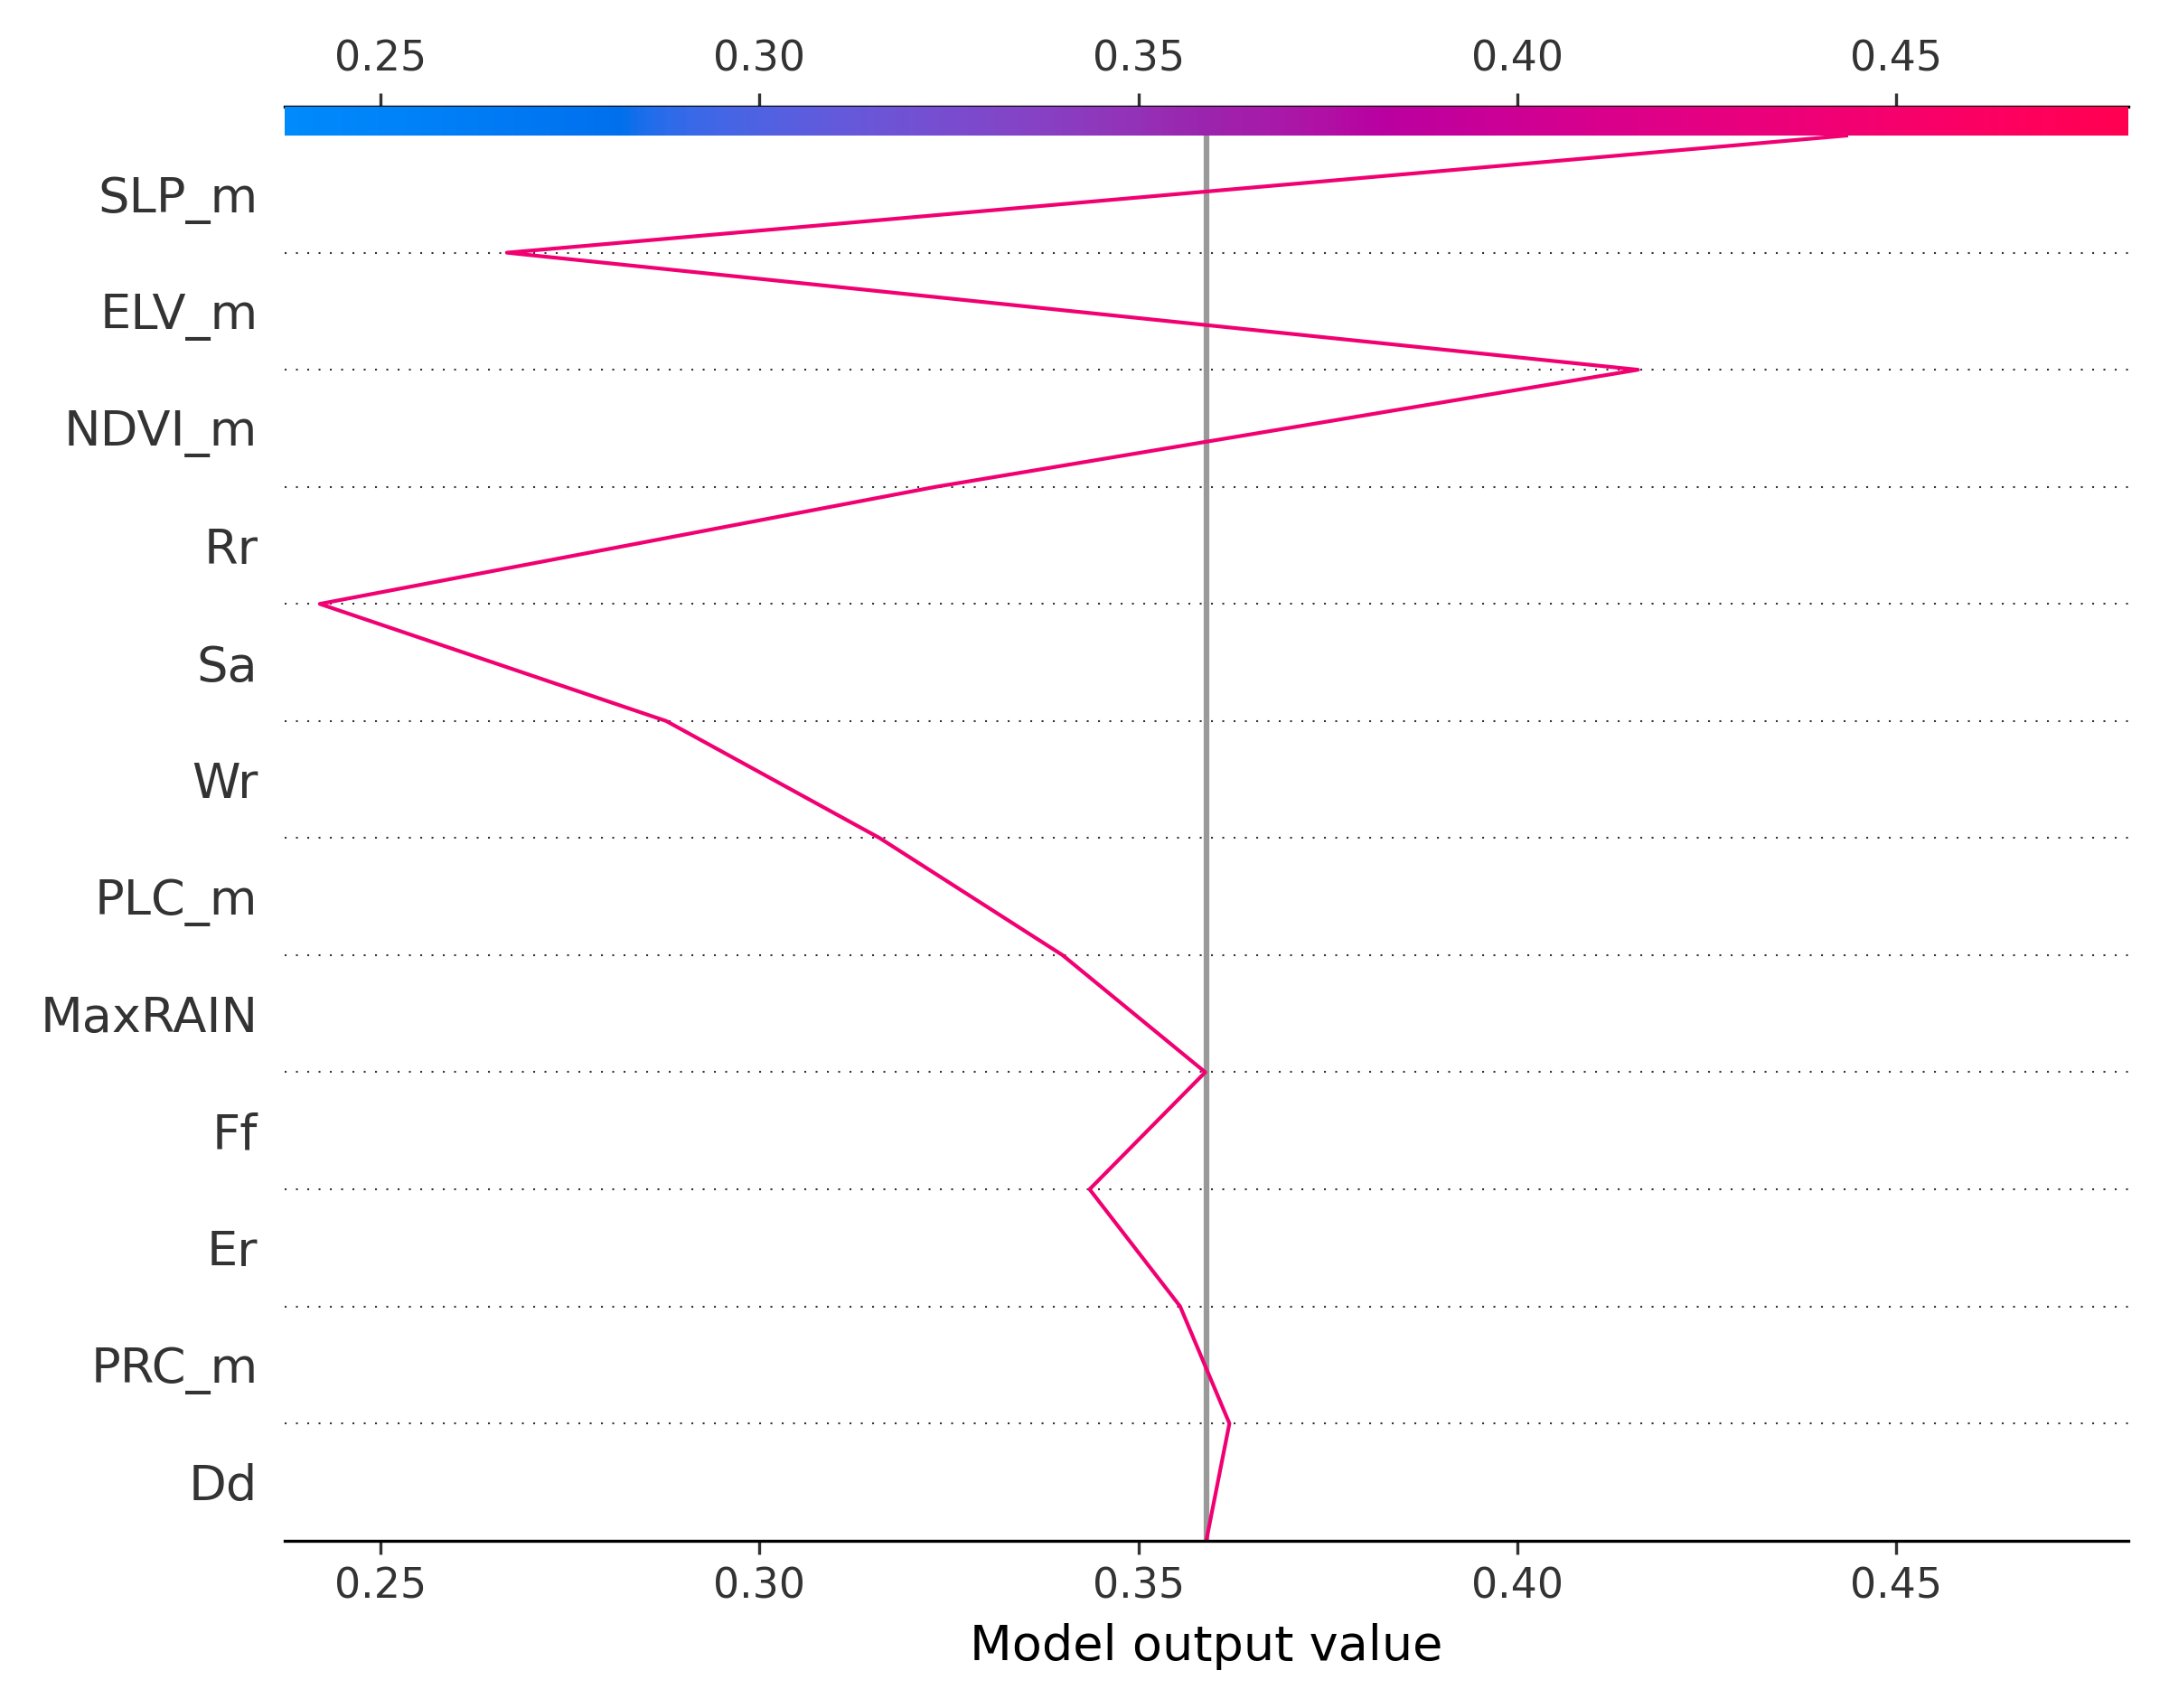 0.25 0.30 0.35 0.40 0.45
SLP_m
ELV_m
NDVI_m
Rr
Sa
Wr
PLC_m
MaxRAIN
Ff
Er
PRC_m
Dd
0.25 0.30 0.35 0.40 0.45
Model output value